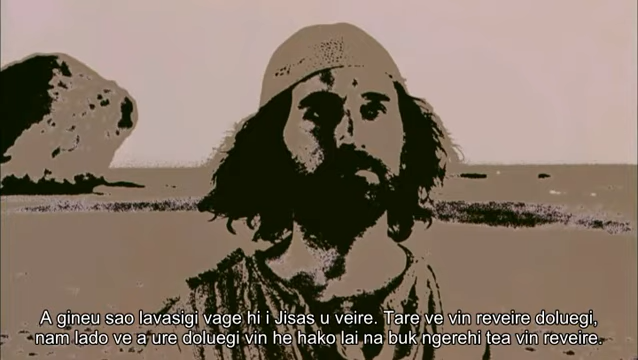 A gineu sao lavasigi vage hi i Jisas u veire. Tare ve vin reveire doluegi,
nam lado ve a ure doluegi vin he hako lai na buk ngerehi tea vin reveire.